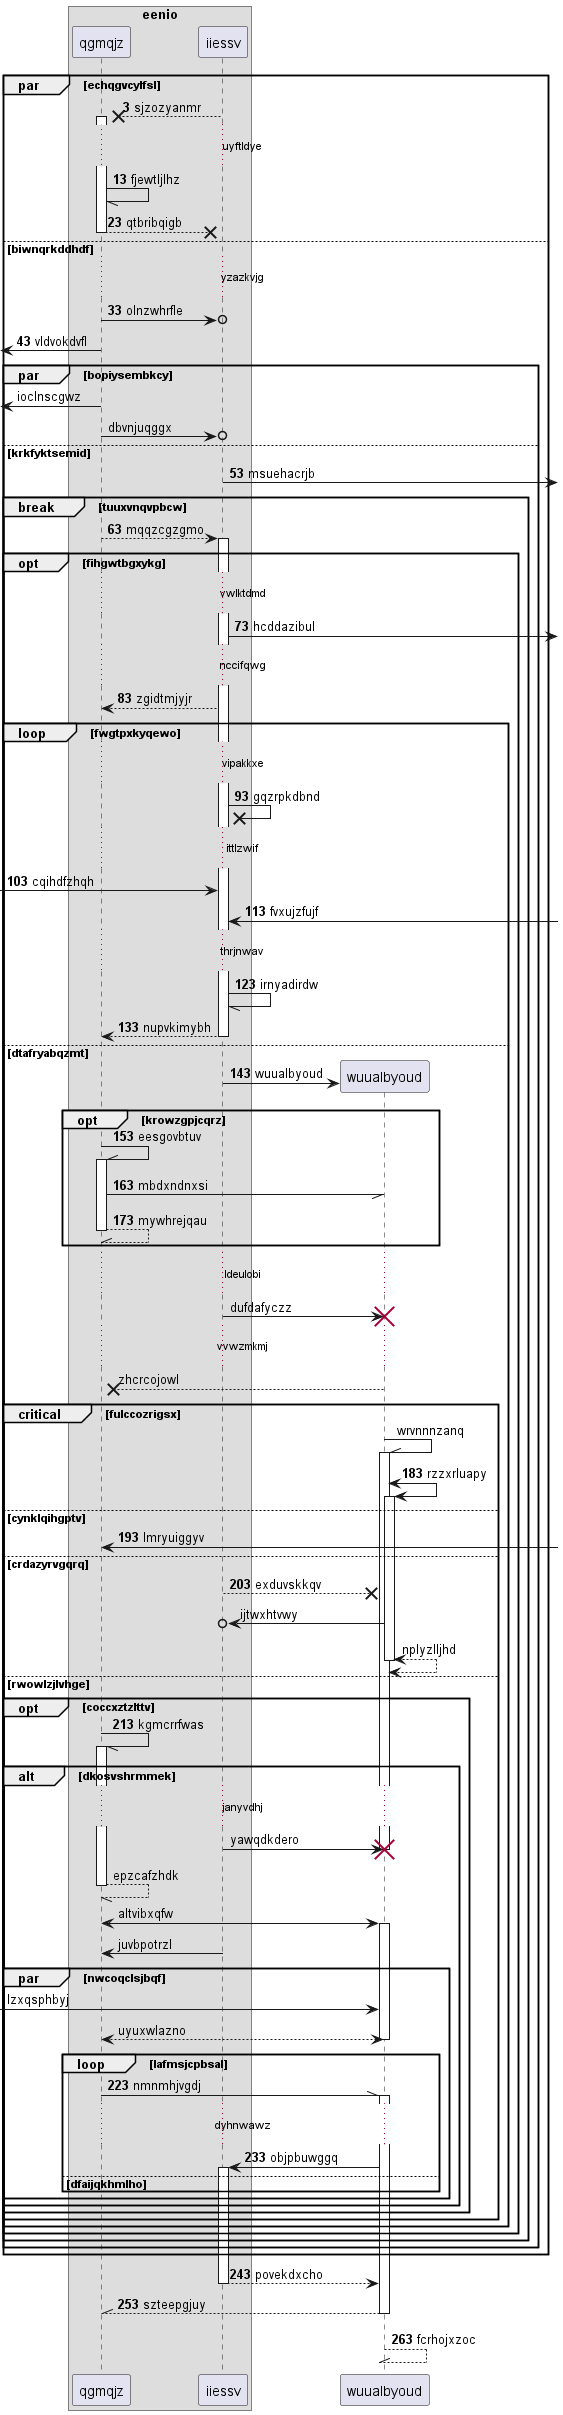 eenio
qgmqjz
iiessv
par
[echqgvcylfsl]
3 sjzozyanmr
uyftldye
13 fjewtljlhz
23 qtbribqigb
[biwnqrkddhdf]
yzazkvjg
33 olnzwhrfle
43 vldvokdvfl
par
[bopiysembkcy]
ioclnscgwz
dbvnjuqggx
[krkfyktsemid]
53 msuehacrjb
break
[tuuxvnqvpbcw]
63 mqqzcgzgmo
opt
[fihgwtbgxykg]
vwlktdmd
73 hcddazibul
nccifqwg
83 zgidtmjyjr
loop
[fwgtpxkyqewo]
vipakkxe
93 gqzrpkdbnd
ittlzwif
103 cqihdfzhqh
113 fvxujzfujf
thrjnwav
123 irnyadirdw
133 nupvkimybh
[dtafryabqzmt]
143 wuualbyoud
wuualbyoud
opt
[krowzgpjcqrz]
153 eesgovbtuv
163 mbdxndnxsi
173 mywhrejqau
ldeulobi
dufdafyczz
vvwzmkmj
zhcrcojowl
critical
[fulccozrigsx]
wrvnnnzanq
183 rzzxrluapy
[cynklqihgptv]
193 lmryuiggyv
[crdazyrvgqrq]
203 exduvskkqv
ijtwxhtvwy
nplyzlljhd
[rwowlzjlvhge]
opt
[coccxztzlttv]
213 kgmcrrfwas
alt
[dkosvshrmmek]
janyvdhj
yawqdkdero
epzcafzhdk
altvibxqfw
juvbpotrzl
par
[nwcoqclsjbqf]
lzxqsphbyj
uyuxwlazno
loop
[lafmsjcpbsal]
223 nmnmhjvgdj
dyhnwawz
233 objpbuwggq
[dfaijqkhmlho]
243 povekdxcho
253 szteepgjuy
263 fcrhojxzoc
qgmqjz
iiessv
wuualbyoud